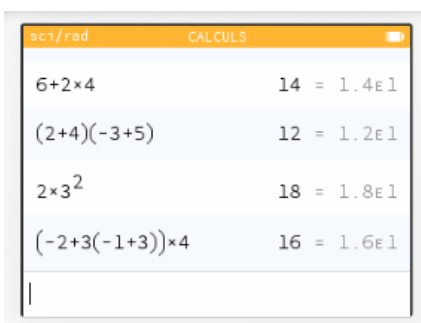 sci/rad CALCULS
6+2×4 14 = 1.4ᴇ1
(2+4)(-3+5) 12 = 1.2ᴇ1
2×3² 18 = 1.8ᴇ1
(-2+3(-1+3))×4 16 = 1.6ᴇ1